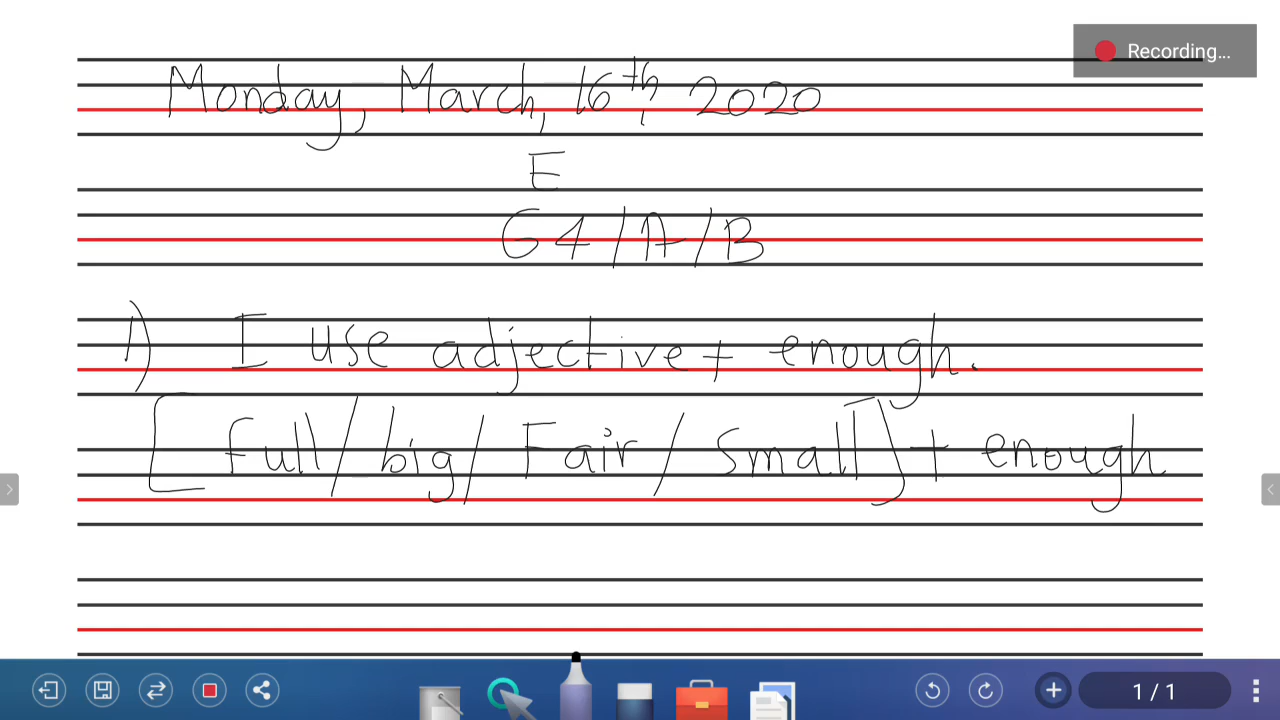 Recording...
Monday, March, 16th, 2020
E
G4/A/B
1) I use adjective + enough.
[Full/big/Fair/Small] + enough
1 / 1